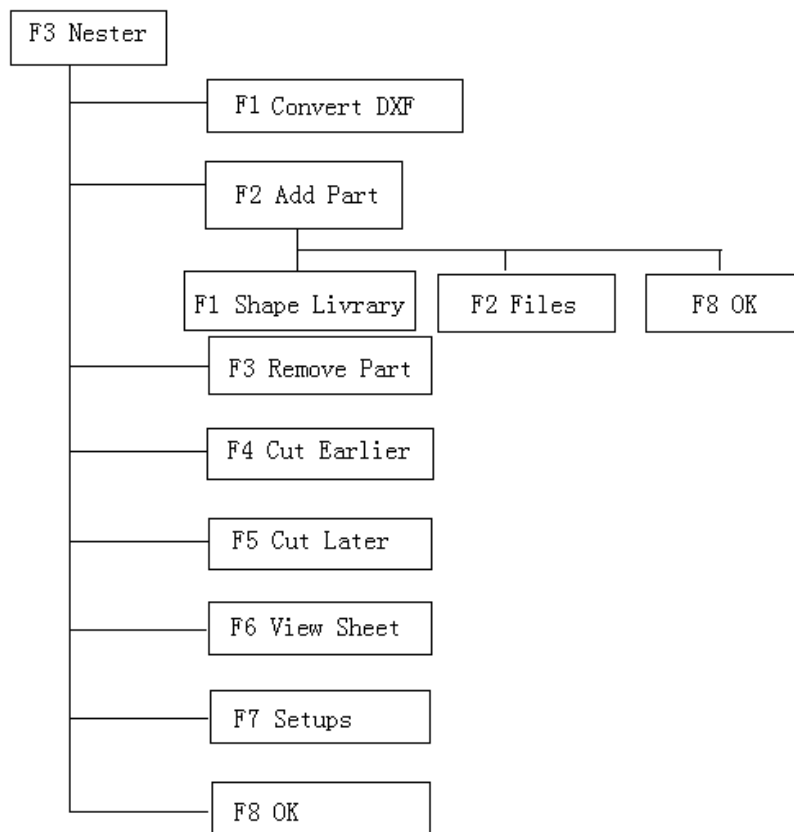 F3 Nester
F1 Convert DXF
F2 Add Part
F1 Shape Livrary
F2 Files
F8 OK
F3 Remove Part
F4 Cut Earlier
F5 Cut Later
F6 View Sheet
F7 Setups
F8 OK